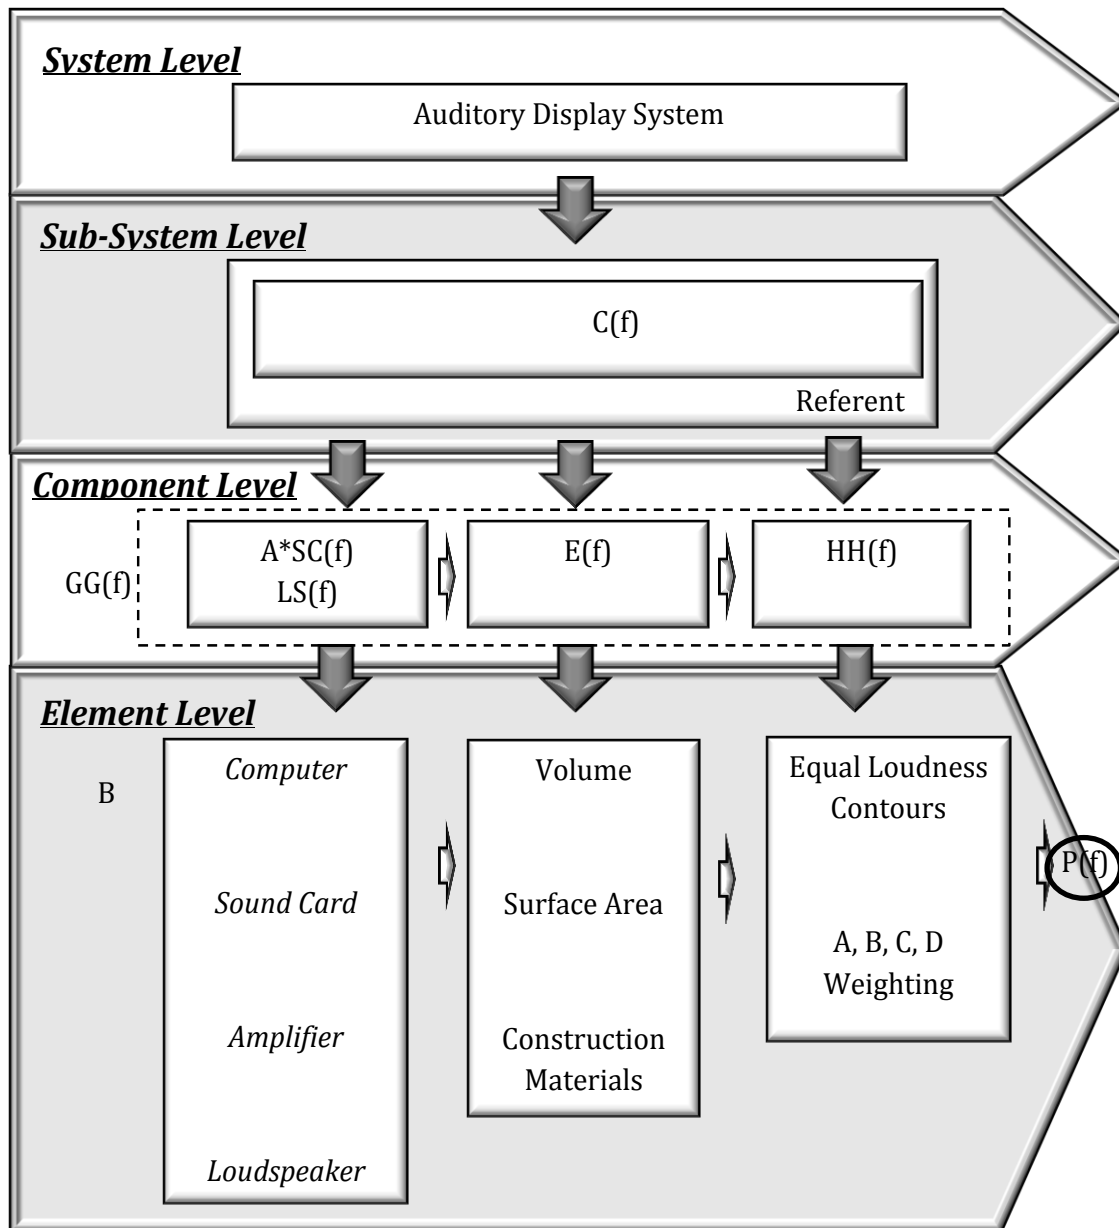 System Level
Auditory Display System
Sub-System Level
C(f)
Referent
Component Level
GG(f)
A*SC(f)
LS(f)
E(f)
HH(f)
Element Level
B
Computer
Sound Card
Amplifier
Loudspeaker
Volume
Surface Area
Construction
Materials
Equal Loudness
Contours
A, B, C, D
Weighting
P(f)